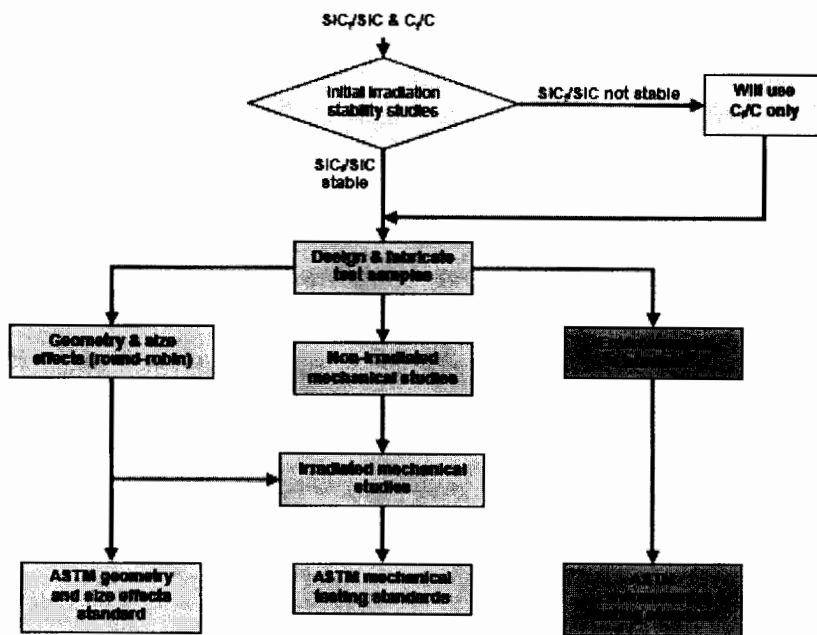 SiCf/SiC & Cf/C
Initial irradiation
stability studies
SiCf/SiC not stable
Will use
Cf/C only
SiCf/SiC
stable
Design & fabricate
test samples
Geometry & size
effects (round-robin)
Non-irradiated
mechanical studies
Irradiated mechanical
studies
ASTM geometry
and size effects
standard
ASTM mechanical
testing standards
ASTM